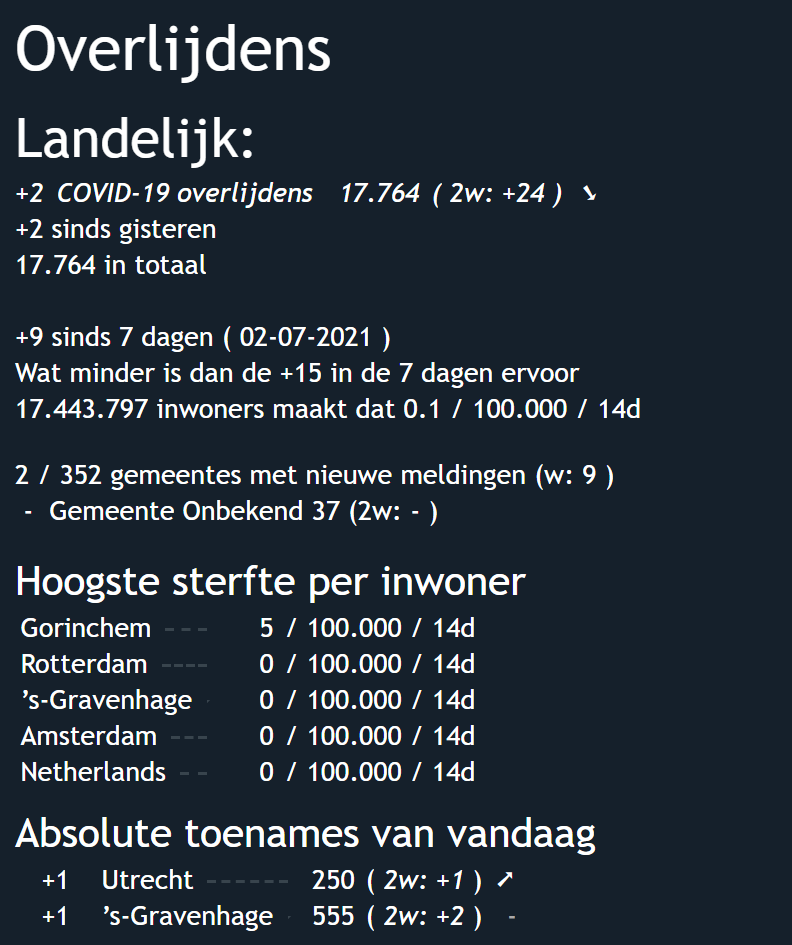 Overlijdens
Landelijk:
+2 COVID-19 overlijdens 17.764 ( 2w: +24 ) ➘
+2 sinds gisteren
17.764 in totaal
+9 sinds 7 dagen ( 02-07-2021 )
Wat minder is dan de +15 in de 7 dagen ervoor
17.443.797 inwoners maakt dat 0.1 / 100.000 / 14d
2 / 352 gemeentes met nieuwe meldingen (w: 9 )
- Gemeente Onbekend 37 (2w: - )
Hoogste sterfte per inwoner
Gorinchem --- 5 / 100.000 / 14d
Rotterdam ---- 0 / 100.000 / 14d
’s-Gravenhage - 0 / 100.000 / 14d
Amsterdam --- 0 / 100.000 / 14d
Netherlands -- 0 / 100.000 / 14d
Absolute toenames van vandaag
+1 Utrecht ------ 250 ( 2w: +1 ) ➚
+1 ’s-Gravenhage - 555 ( 2w: +2 ) -